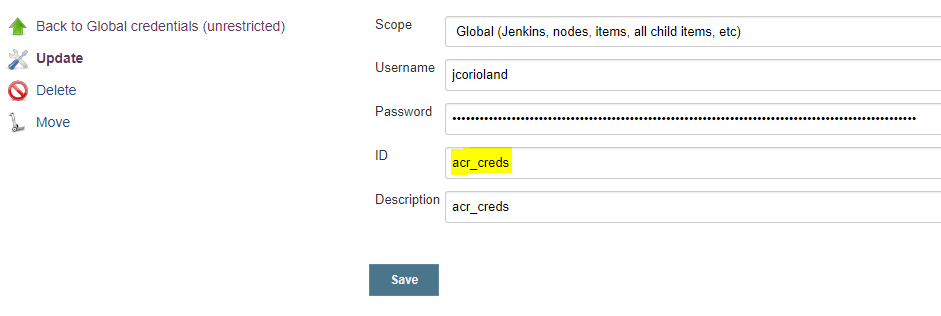 Back to Global credentials (unrestricted)
Update
Delete
Move
Scope
Global (Jenkins, nodes, items, all child items, etc)
Username
jcorioland
Password
ID
acr_creds
Description
acr_creds
Save